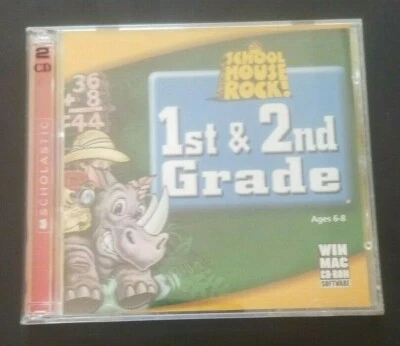 2
CD
SCHOLASTIC
36
+ 8
44
SCHOOL
HOUSE
ROCK!
1st & 2nd
Grade
Ages 6-8
WIN
MAC
CD-ROM
SOFTWARE